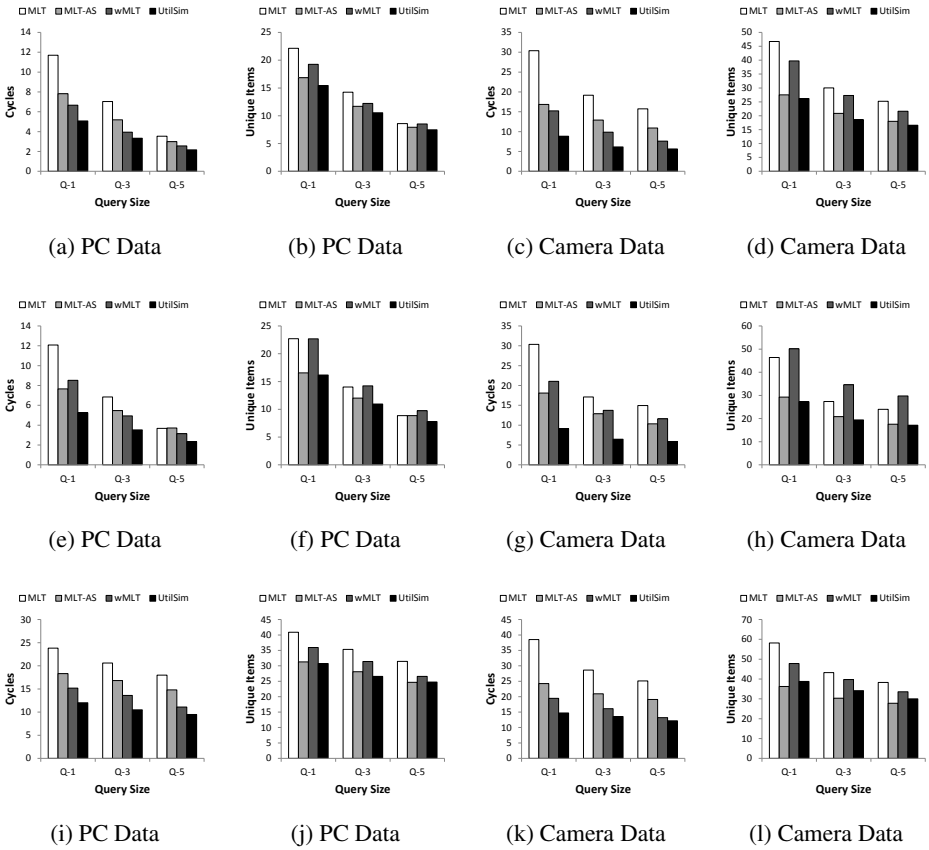 MLT MLT-AS wMLT UtilSim
14
12
10
8
6
4
2
0
Cycles
Q-1 Q-3 Q-5
Query Size
(a) PC Data
MLT MLT-AS wMLT UtilSim
25
20
15
10
5
0
Unique Items
Q-1 Q-3 Q-5
Query Size
(b) PC Data
MLT MLT-AS wMLT UtilSim
35
30
25
20
15
10
5
0
Cycles
Q-1 Q-3 Q-5
Query Size
(c) Camera Data
MLT MLT-AS wMLT UtilSim
50
45
40
35
30
25
20
15
10
5
0
Unique Items
Q-1 Q-3 Q-5
Query Size
(d) Camera Data
MLT MLT-AS wMLT UtilSim
14
12
10
8
6
4
2
0
Cycles
Q-1 Q-3 Q-5
Query Size
(e) PC Data
MLT MLT-AS wMLT UtilSim
25
20
15
10
5
0
Unique Items
Q-1 Q-3 Q-5
Query Size
(f) PC Data
MLT MLT-AS wMLT UtilSim
35
30
25
20
15
10
5
0
Cycles
Q-1 Q-3 Q-5
Query Size
(g) Camera Data
MLT MLT-AS wMLT UtilSim
60
50
40
30
20
10
0
Unique Items
Q-1 Q-3 Q-5
Query Size
(h) Camera Data
MLT MLT-AS wMLT UtilSim
30
25
20
15
10
5
0
Cycles
Q-1 Q-3 Q-5
Query Size
(i) PC Data
MLT MLT-AS wMLT UtilSim
45
40
35
30
25
20
15
10
5
0
Unique Items
Q-1 Q-3 Q-5
Query Size
(j) PC Data
MLT MLT-AS wMLT UtilSim
45
40
35
30
25
20
15
10
5
0
Cycles
Q-1 Q-3 Q-5
Query Size
(k) Camera Data
MLT MLT-AS wMLT UtilSim
70
60
50
40
30
20
10
0
Unique Items
Q-1 Q-3 Q-5
Query Size
(l) Camera Data